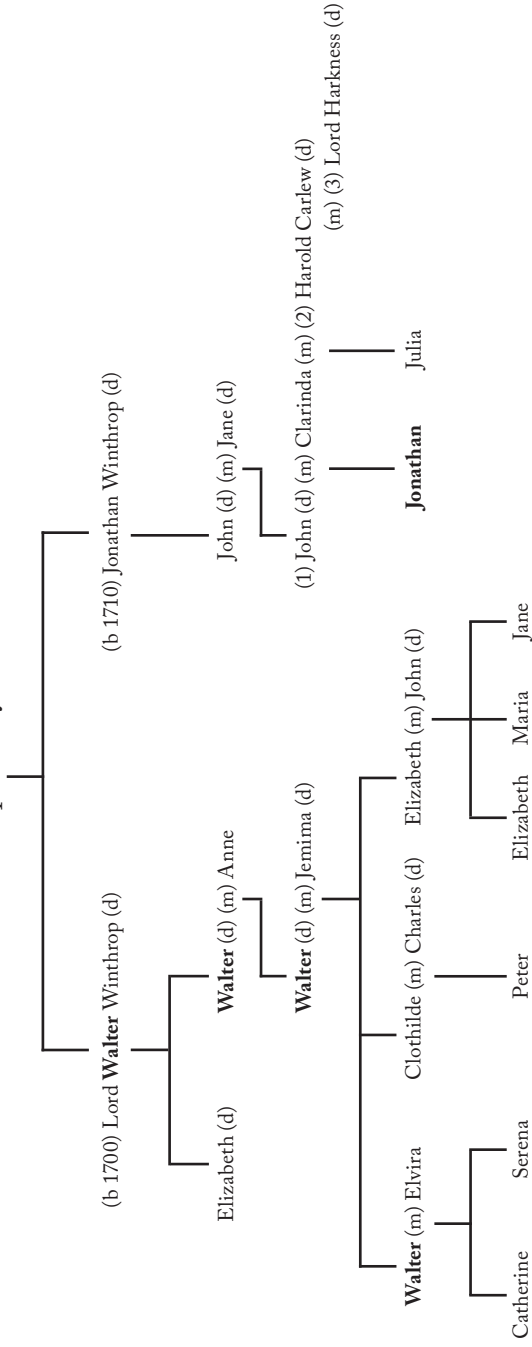 (b 1700) Lord Walter Winthrop (d)
(b 1710) Jonathan Winthrop (d)
Elizabeth (d)
Walter (d) (m) Anne
John (d) (m) Jane (d)
Walter (d) (m) Jemima (d)
(1) John (d) (m) Clarinda (m) (2) Harold Carlew (d)
(m) (3) Lord Harkness (d)
Walter (m) Elvira
Clothilde (m) Charles (d)
Elizabeth (m) John (d)
Jonathan
Julia
Catherine
Serena
Peter
Elizabeth
Maria
Jane